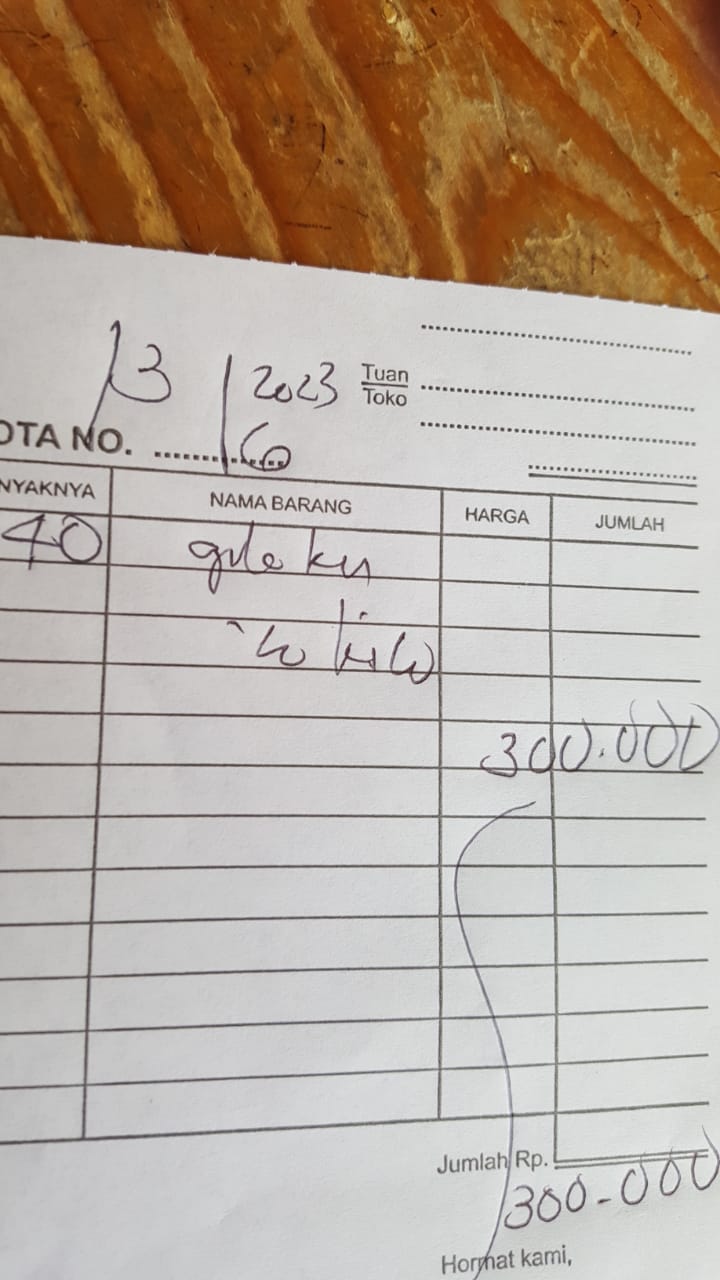 13/6 2023
Tuan
Toko
OTA NO. ............
NYAKNYA NAMA BARANG HARGA JUMLAH
40 gula
kilo
300.000
Jumlah Rp.
300-000
Hormat kami,